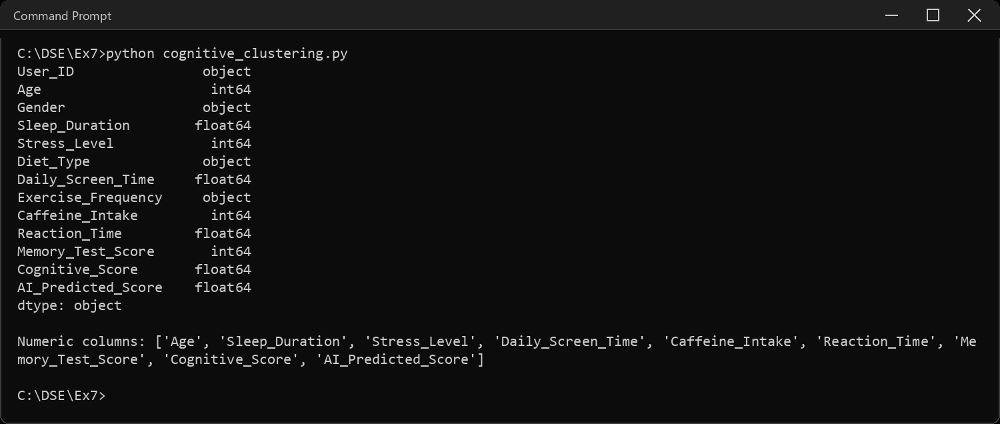 Command Prompt
C:\DSE\Ex7>python cognitive_clustering.py
User_ID                object
Age                     int64
Gender                 object
Sleep_Duration        float64
Stress_Level            int64
Diet_Type              object
Daily_Screen_Time     float64
Exercise_Frequency     object
Caffeine_Intake         int64
Reaction_Time         float64
Memory_Test_Score       int64
Cognitive_Score       float64
AI_Predicted_Score    float64
dtype: object

Numeric columns: ['Age', 'Sleep_Duration', 'Stress_Level', 'Daily_Screen_Time', 'Caffeine_Intake', 'Reaction_Time', 'Me
mory_Test_Score', 'Cognitive_Score', 'AI_Predicted_Score']

C:\DSE\Ex7>